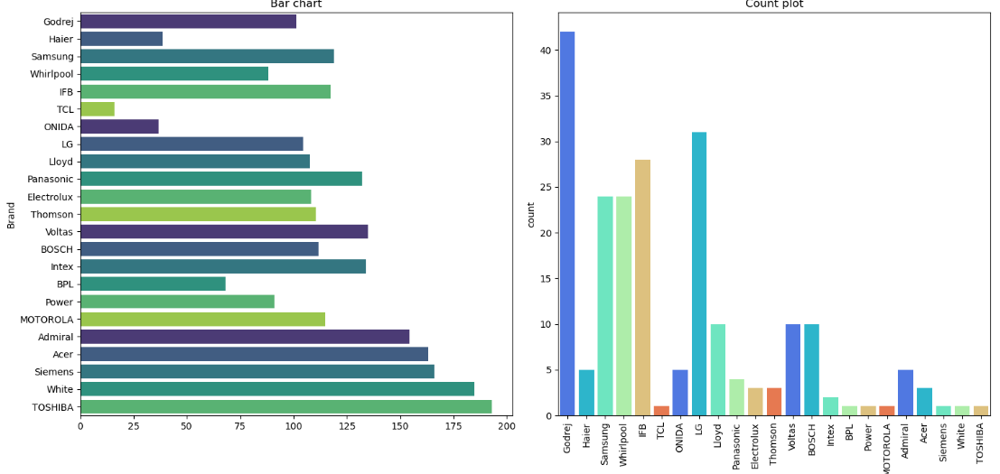 Bar chart
Brand
Godrej
Haier
Samsung
Whirlpool
IFB
TCL
ONIDA
LG
Lloyd
Panasonic
Electrolux
Thomson
Voltas
BOSCH
Intex
BPL
Power
MOTOROLA
Admiral
Acer
Siemens
White
TOSHIBA
0 25 50 75 100 125 150 175 200
Count plot
count
40
35
30
25
20
15
10
5
0
Godrej
Haier
Samsung
Whirlpool
IFB
TCL
ONIDA
LG
Lloyd
Panasonic
Electrolux
Thomson
Voltas
BOSCH
Intex
BPL
Power
MOTOROLA
Admiral
Acer
Siemens
White
TOSHIBA